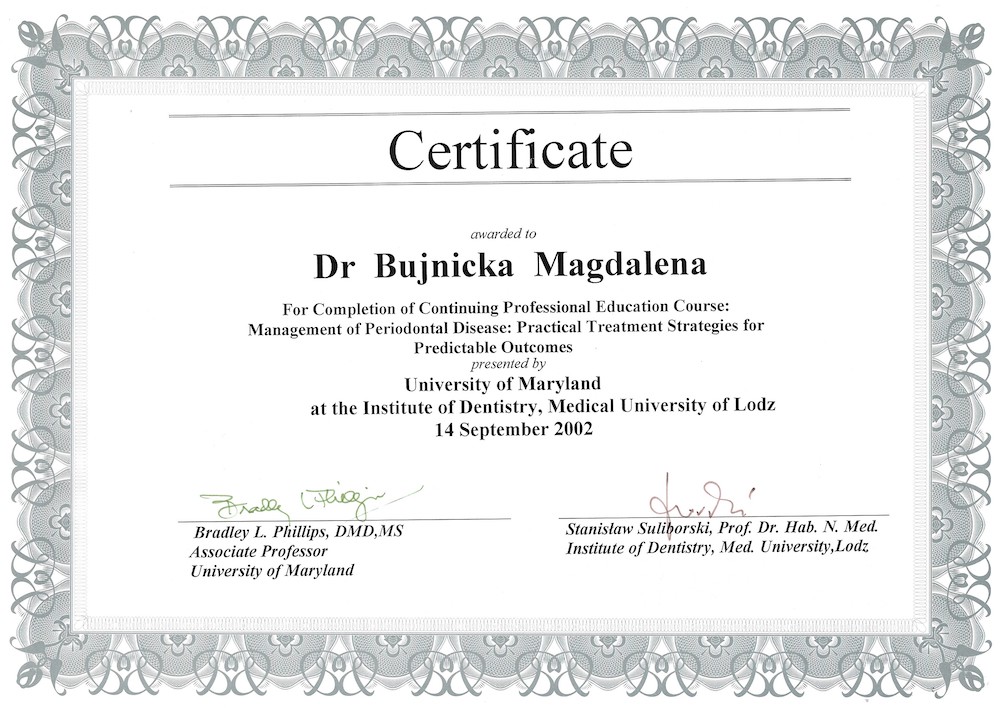 Certificate
awarded to
Dr Bujnicka Magdalena
For Completion of Continuing Professional Education Course:
Management of Periodontal Disease: Practical Treatment Strategies for
Predictable Outcomes
presented by
University of Maryland
at the Institute of Dentistry, Medical University of Lodz
14 September 2002
Bradley Phillips
Bradley L. Phillips, DMD,MS
Associate Professor
University of Maryland
Stanisław Suliborski, Prof. Dr. Hab. N. Med.
Institute of Dentistry, Med. University,Lodz